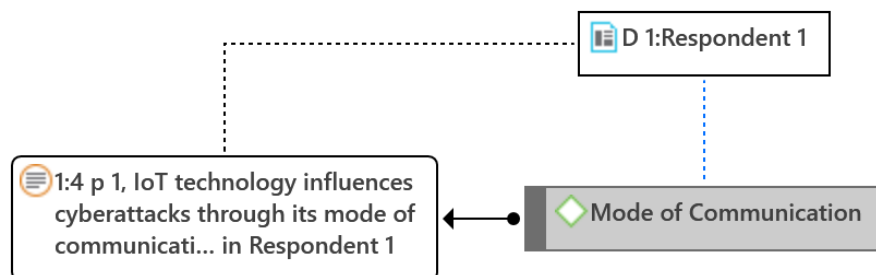 D 1:Respondent 1
1:4 p 1, IoT technology influences
cyberattacks through its mode of
communicati... in Respondent 1
Mode of Communication